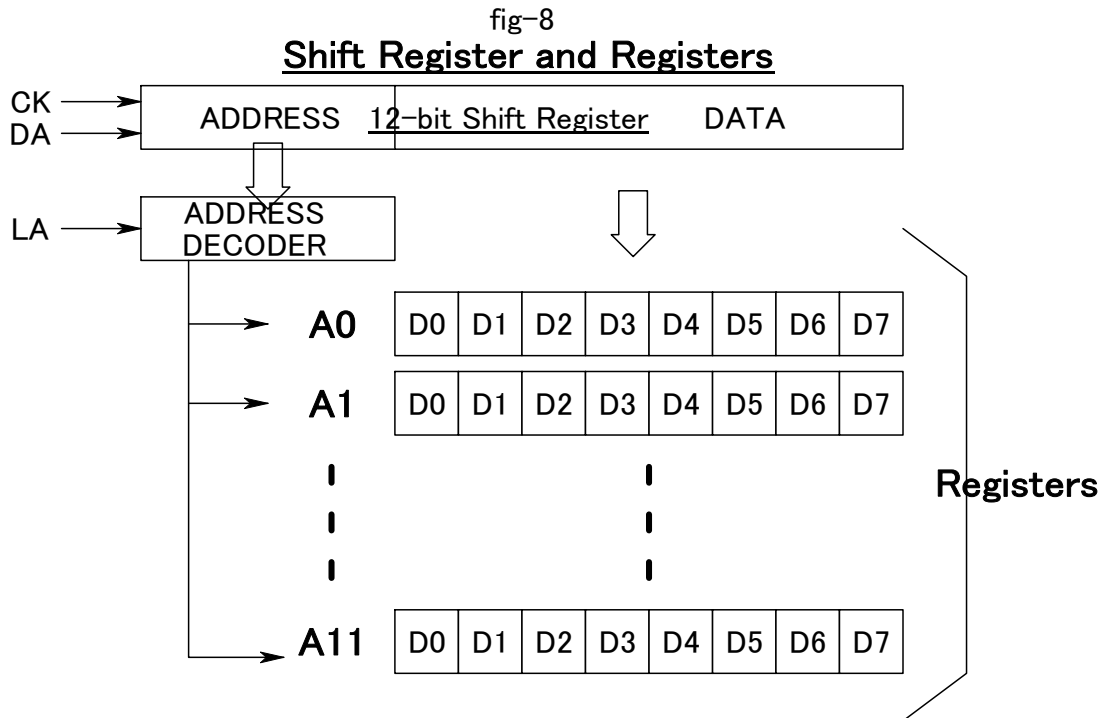 fig-8
Shift Register and Registers
CK
DA
ADDRESS 12-bit Shift Register DATA
LA
ADDRESS
DECODER
A0 D0 D1 D2 D3 D4 D5 D6 D7
A1 D0 D1 D2 D3 D4 D5 D6 D7
Registers
A11 D0 D1 D2 D3 D4 D5 D6 D7